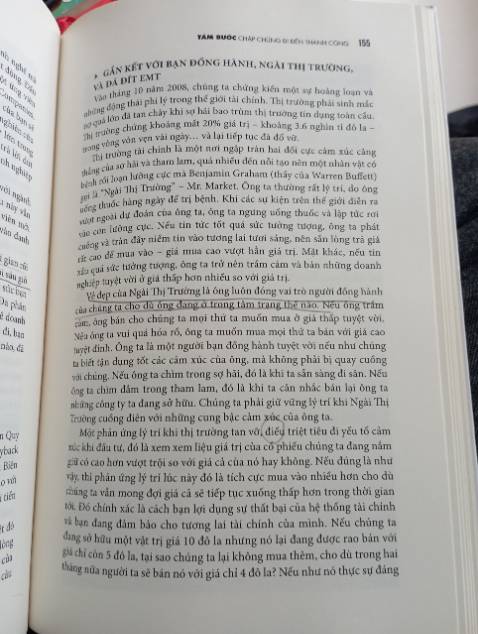 TÁM BƯỚC CHẬP CHỮNG ĐI ĐẾN THÀNH CÔNG 155
GẮN KẾT VỚI BẠN ĐỒNG HÀNH, NGÀI THỊ TRƯỜNG,
VÀ ĐÁ ĐÍT EMT
Vào tháng 10 năm 2008, chúng ta chứng kiến một sự hoảng loạn và
những động thái phi lý trong thế giới tài chính. Thị trường phải sinh mắc
nợ quá lớn đã tan chảy khi sợ hãi bao trùm thị trường tín dụng toàn cầu.
Thị trường chứng khoáng mất 20% giá trị – khoảng 3.6 nghìn tỉ đô la –
trong vòng vỏn vẹn vài ngày... và lại tiếp tục đà đổ vỡ.
Thị trường tài chính là nơi ngập tràn hai đối cực cảm xúc căng
thẳng của sợ hãi và tham lam, quá nhiều đến nỗi tạo nên một nhân vật có
bệnh rối loạn lưỡng cực mà Benjamin Graham (thầy của Warren Buffett)
gọi là "Ngài Thị Trường" – Mr. Market. Ông ta thường rất lý trí, do ông
uống thuốc hàng ngày để trị bệnh. Khi các sự kiện trên thế giới diễn ra
vượt ngoài dự đoán của ông ta, ông ta ngưng uống thuốc và lập tức rơi
vào cơn lưỡng cực. Nếu tin tức tốt quá sức tưởng tượng, ông ta phát
cuồng và tràn đầy niềm tin vào tương lai tươi sáng, nên sẵn lòng trả giá
rất cao để mua vào – giá mua cao vượt hẳn giá trị. Mặt khác, nếu tin
xấu quá sức tưởng tượng, ông ta trở nên trầm cảm và bán những doanh
nghiệp tuyệt vời ở giá thấp hơn nhiều so với giá trị.
Vẻ đẹp của Ngài Thị Trường là ông luôn đóng vai trò người đồng hành
của chúng ta cho dù ông đang ở trong tâm trạng thế nào. Nếu ông trầm
cảm, ông bán cho chúng ta mọi thứ ta muốn mua ở giá thấp tuyệt vời.
Nếu ông ta vui quá hóa rồ, ông ta muốn mua mọi thứ ta bán với giá cao
tuyệt đỉnh. Ông ta là một người bạn đồng hành tuyệt vời nếu như chúng
ta biết tận dụng tốt các cảm xúc của ông, mà không phải bị quay cuồng
với chúng. Nếu ông ta chìm trong sợ hãi, đó là khi ta sẵn sàng đi săn. Nếu
ông ta chìm đắm trong tham lam, đó là khi ta cân nhắc bán lại ông ta
những công ty ta đang sở hữu. Chúng ta phải giữ vững lý trí khi Ngài Thị
Trường cuồng điên với những cung bậc cảm xúc của ông ta.
Một phản ứng lý trí khi thị trường tan vỡ, điều triệt tiêu đi yếu tố cảm
xúc khi đầu tư, đó là xem xem liệu giá trị của cổ phiếu chúng ta đang nắm
giữ có cao hơn vượt trội so với giá cả của nó hay không. Nếu đúng là như
vậy, thì phản ứng lý trí lúc này đó là tích cực mua vào nhiều hơn cho dù
chúng ta vẫn mong đợi giá cả sẽ tiếp tục xuống thấp hơn trong thời gian
tới. Đó chính xác là cách bạn lợi dụng sự thất bại của hệ thống tài chính
và bạn đang đảm bảo cho tương lai tài chính của mình. Nếu chúng ta
đang sở hữu một vật trị giá 10 đô la nhưng nó lại đang được rao bán với
giá chỉ còn 5 đô la, tại sao chúng ta lại không mua thêm, cho dù trong hai
tháng nữa người ta sẽ bán nó với giá chỉ 4 đô la? Nếu như nó thực sự đáng